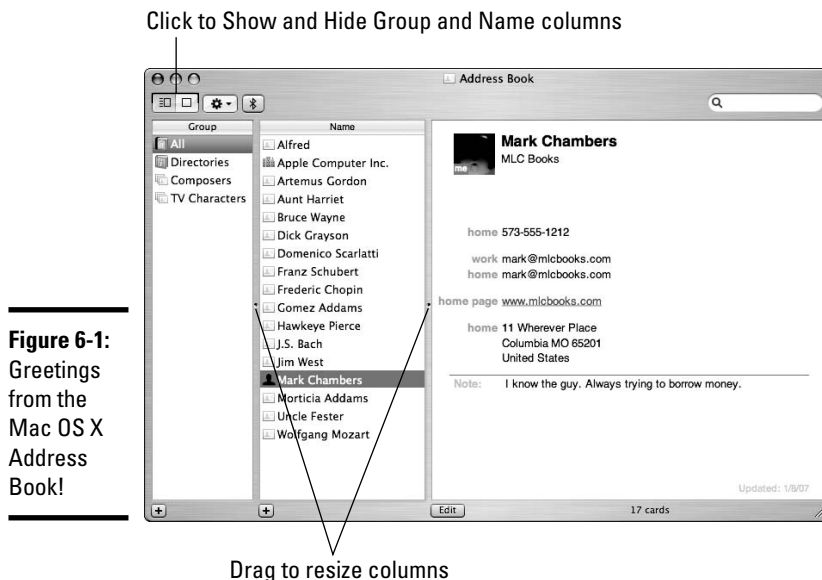 Click to Show and Hide Group and Name columns
Address Book
Group
All
Directories
Composers
TV Characters
Name
Alfred
Apple Computer Inc.
Artemus Gordon
Aunt Harriet
Bruce Wayne
Dick Grayson
Domenico Scarlatti
Franz Schubert
Frederic Chopin
Gomez Addams
Hawkeye Pierce
J.S. Bach
Jim West
Mark Chambers
Morticia Addams
Uncle Fester
Wolfgang Mozart
me
Mark Chambers
MLC Books
home 573-555-1212
work mark@mlcbooks.com
home mark@mlcbooks.com
home page www.mlcbooks.com
home 11 Wherever Place
Columbia MO 65201
United States
Note: I know the guy. Always trying to borrow money.
Updated: 1/8/07
Edit
17 cards
Drag to resize columns
Figure 6-1:
Greetings
from the
Mac OS X
Address
Book!